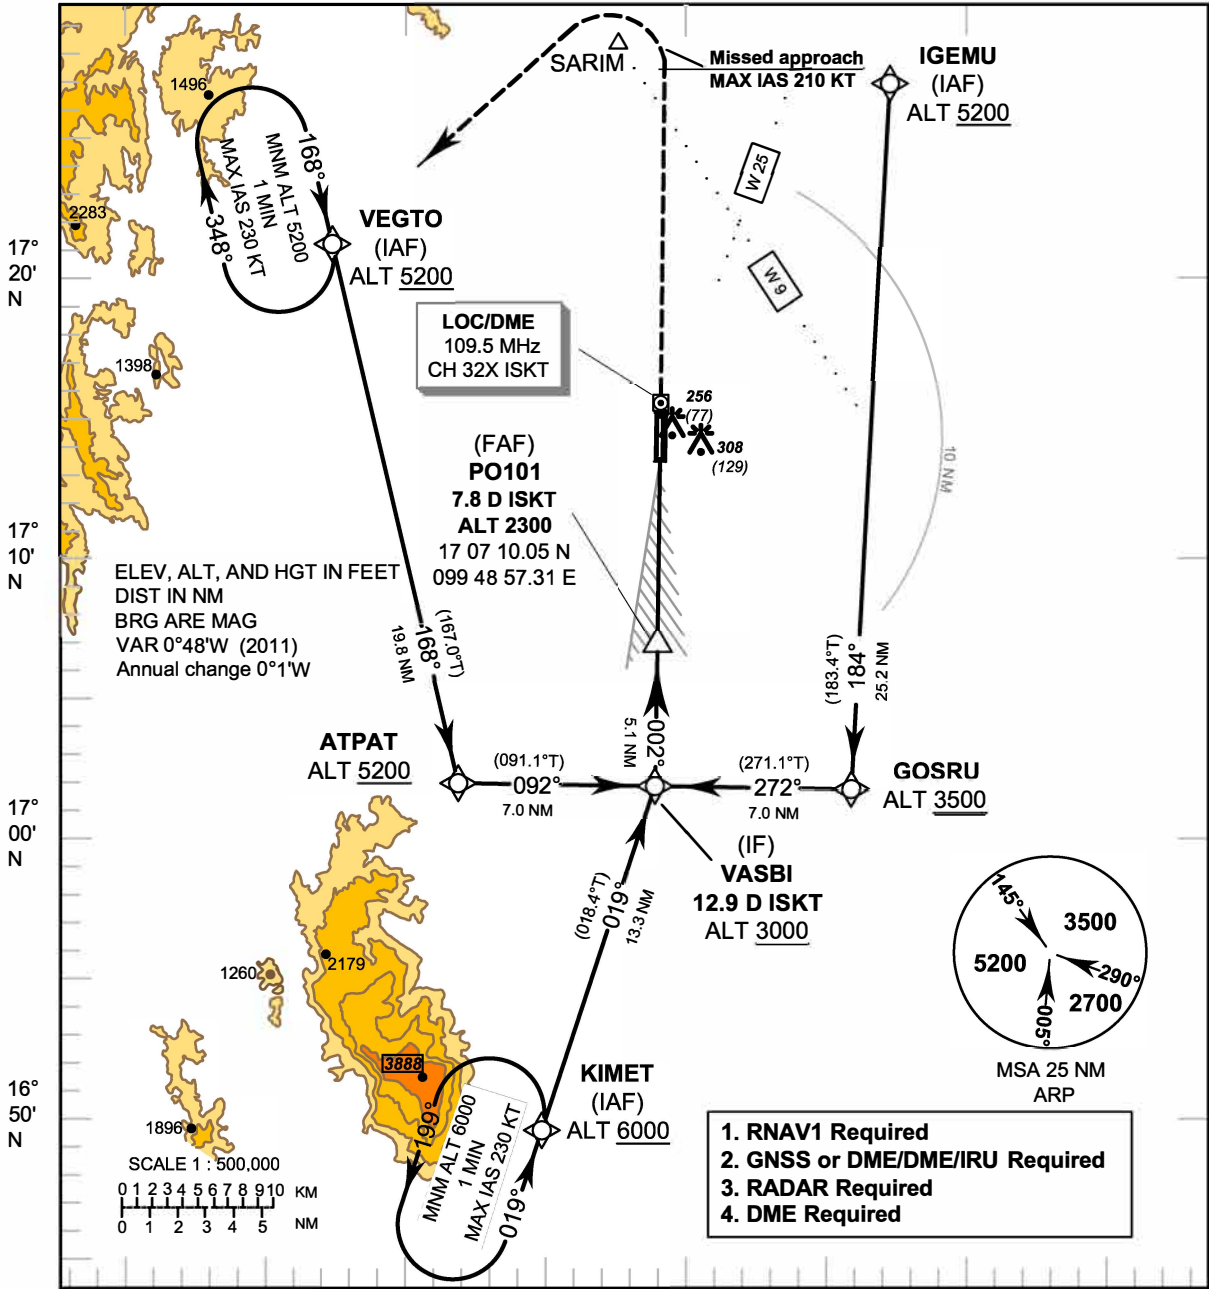 SARIM
Missed approach
MAX IAS 210 KT
IGEMU
(IAF)
ALT 5200
1496
168°
MNM ALT 5200
1 MIN
MAX IAS 230 KT
348°
W 25
2283
VEGTO
(IAF)
ALT 5200
17°
20'
N
W 9
LOC/DME
109.5 MHz
CH 32X ISKT
1398
256
(77)
308
(129)
10 NM
(FAF)
PO101
7.8 D ISKT
ALT 2300
17 07 10.05 N
099 48 57.31 E
17°
10'
N
ELEV, ALT, AND HGT IN FEET
DIST IN NM
BRG ARE MAG
VAR 0°48'W (2011)
Annual change 0°1'W
(167.0°T)
168°
19.8 NM
(183.4°T)
184°
25.2 NM
002°
5.1 NM
ATPAT
ALT 5200
(091.1°T)
092°
7.0 NM
(271.1°T)
272°
7.0 NM
GOSRU
ALT 3500
17°
00'
N
(IF)
VASBI
12.9 D ISKT
ALT 3000
(018.4°T)
019°
13.3 NM
145°
3500
5200
290°
2700
005°
MSA 25 NM
ARP
2179
1260
3888
16°
50'
N
1896
KIMET
(IAF)
ALT 6000
199°
MNM ALT 6000
1 MIN
MAX IAS 230 KT
019°
SCALE 1 : 500,000
0 1 2 3 4 5 6 7 8 9 10 KM
0 1 2 3 4 5 NM
1. RNAV1 Required
2. GNSS or DME/DME/IRU Required
3. RADAR Required
4. DME Required